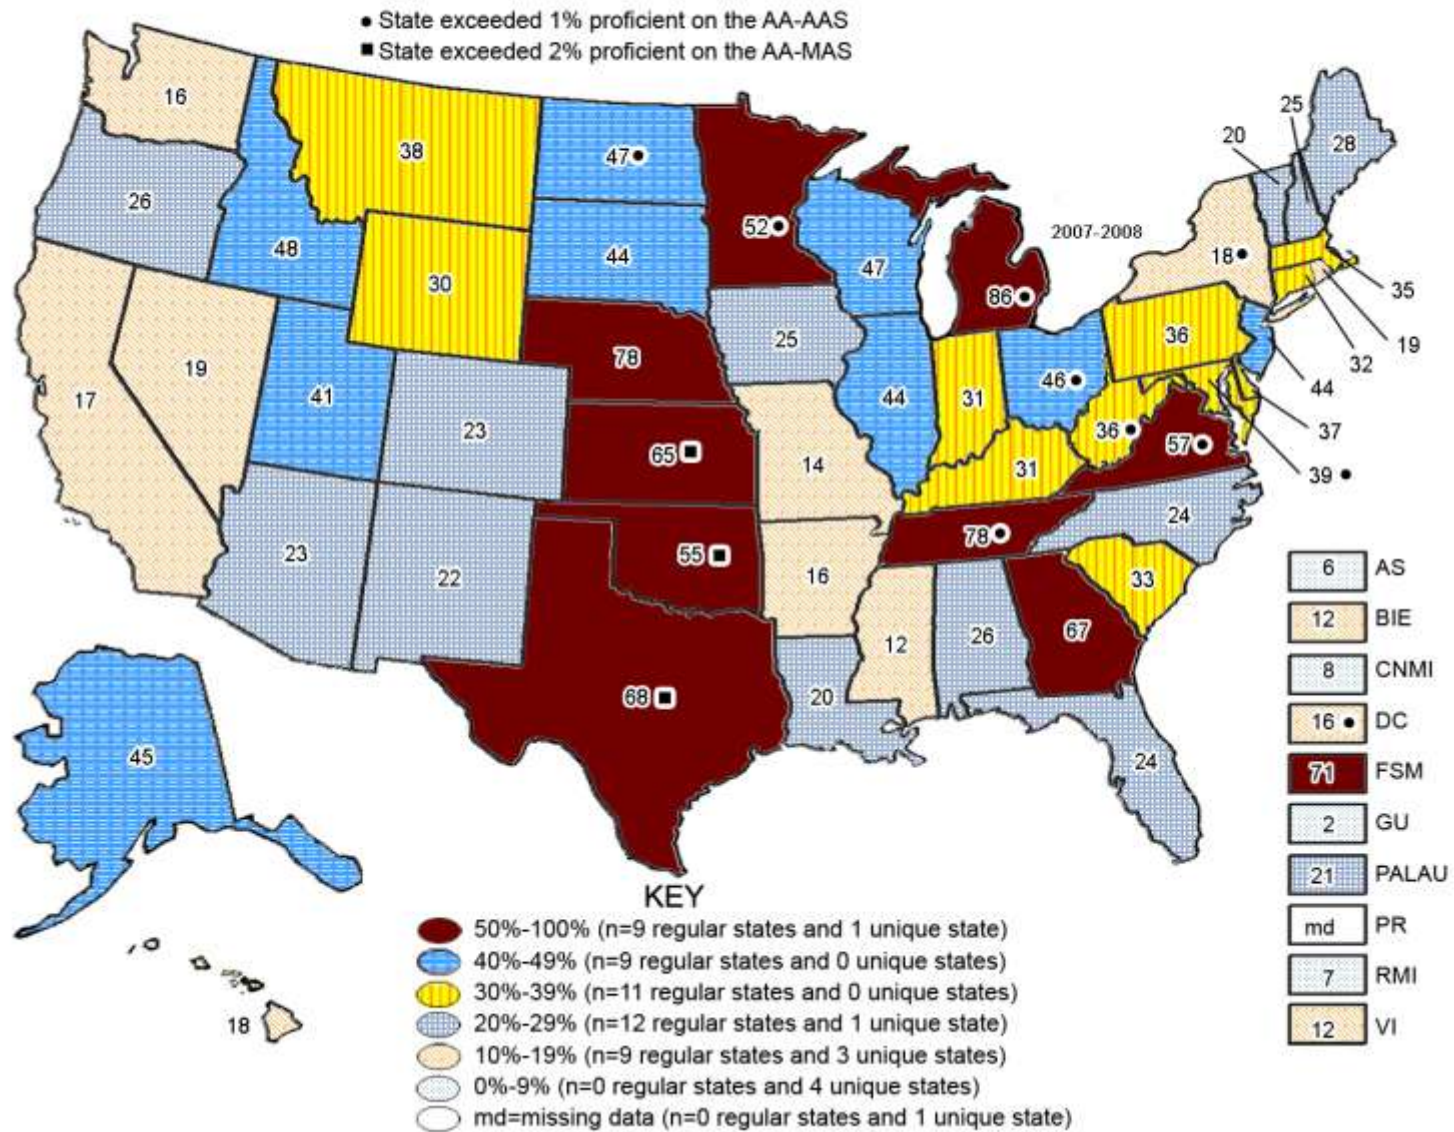 ● State exceeded 1% proficient on the AA-AAS
■ State exceeded 2% proficient on the AA-MAS
16
38
47 ●
52 ●
25
20
28
26
48
44
47
2007-2008
18 ●
86 ●
35
30
19
32
36
44
78
25
46 ●
37
39 ●
17
19
41
23
65 ■
14
44
31
36 ●
57 ●
31
24
23
22
55 ■
16
78 ●
33
68 ■
20
12
26
67
24
45
18
6 AS
12 BIE
8 CNMI
16 ● DC
71 FSM
2 GU
21 PALAU
md PR
7 RMI
12 VI
KEY
50%-100% (n=9 regular states and 1 unique state)
40%-49% (n=9 regular states and 0 unique states)
30%-39% (n=11 regular states and 0 unique states)
20%-29% (n=12 regular states and 1 unique state)
10%-19% (n=9 regular states and 3 unique states)
0%-9% (n=0 regular states and 4 unique states)
md=missing data (n=0 regular states and 1 unique state)